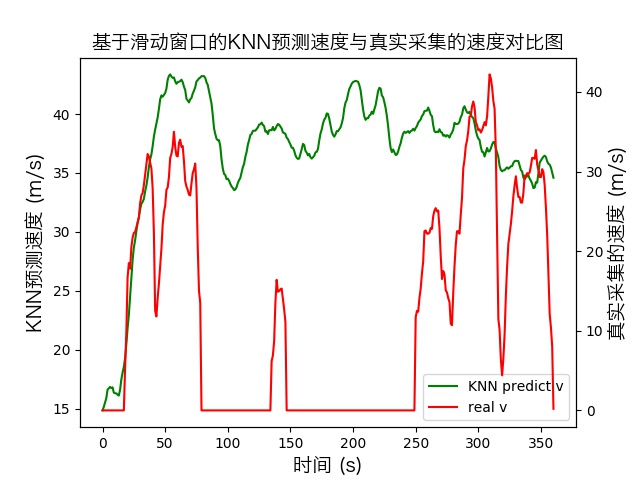 基于滑动窗口的KNN预测速度与真实采集的速度对比图
KNN预测速度 (m/s)
40
35
30
25
20
15
40
30
20
10
0
真实采集的速度 (m/s)
KNN predict v
real v
0 50 100 150 200 250 300 350
时间 (s)